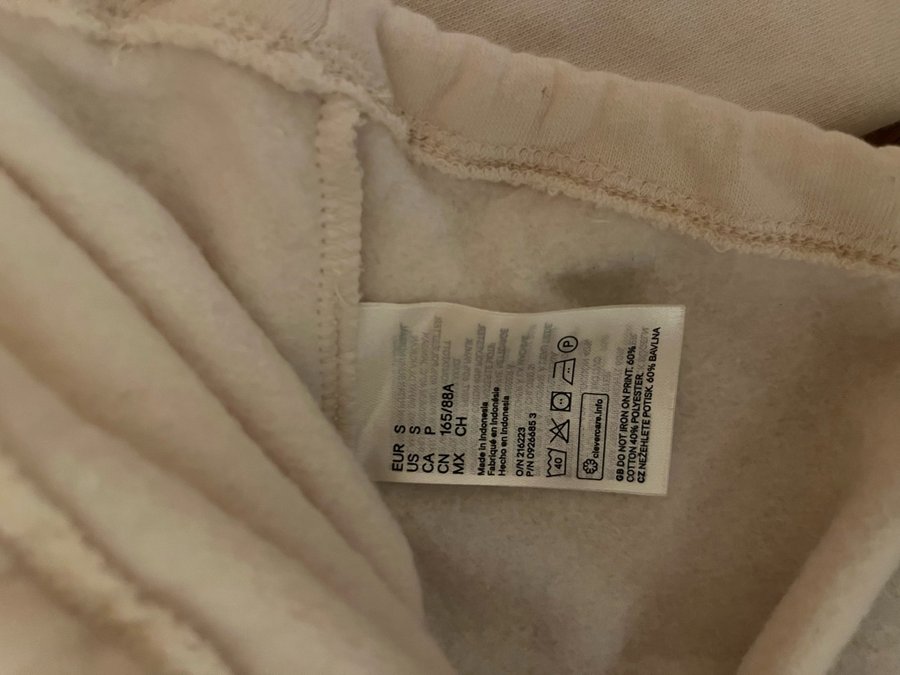 EUR S
US S
CA P
CN 165/88A
MX CH
Made in Indonesia
Fabriqué en Indonésie
Hecho en Indonesia
O/N 216223
P/N D926685 3
40
P
clevercare.info
GB DO NOT IRON ON PRINT. 60%
COTTON 40% POLYESTER.
CZ NEŽEHLETE POTISK. 60% BAVLNA